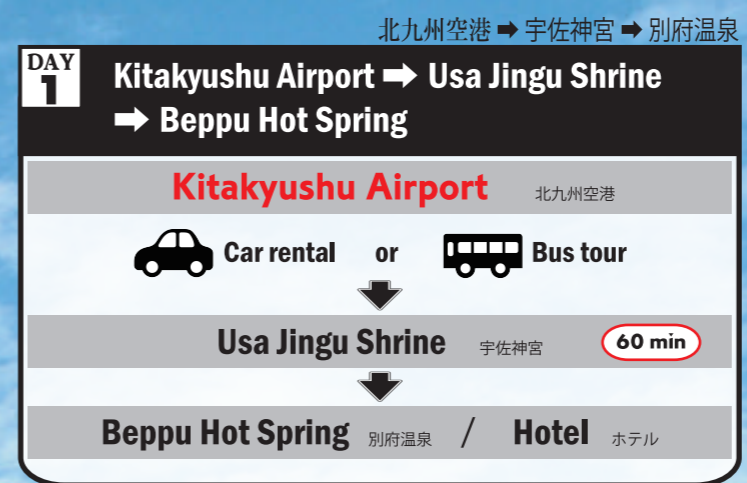 北九州空港 ➡ 宇佐神宮 ➡ 別府温泉
DAY
1
Kitakyushu Airport ➡ Usa Jingu Shrine
➡ Beppu Hot Spring
Kitakyushu Airport 北九州空港
Car rental or Bus tour
Usa Jingu Shrine 宇佐神宮 60 min
Beppu Hot Spring 別府温泉 / Hotel ホテル